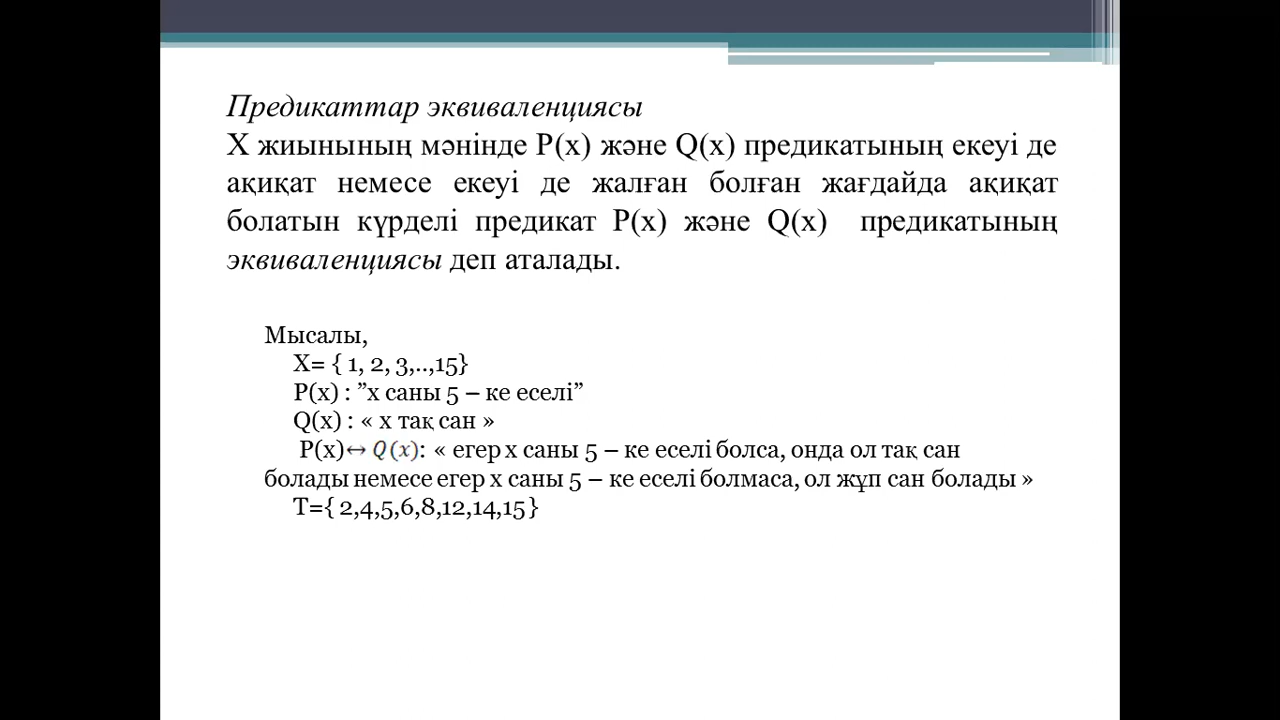 Предикаттар эквиваленциясы
X жиынының мәнінде P(x) және Q(x) предикатының екеуі де
ақиқат немесе екеуі де жалған болған жағдайда ақиқат
болатын күрделі предикат P(x) және Q(x) предикатының
эквиваленциясы деп аталады.
Мысалы,
X= { 1, 2, 3,..,15}
P(x) : ”x саны 5 – ке еселі”
Q(x) : « x тақ сан »
P(x)↔ Q(x): « егер x саны 5 – ке еселі болса, онда ол тақ сан
болады немесе егер x саны 5 – ке еселі болмаса, ол жұп сан болады »
T={ 2,4,5,6,8,12,14,15}